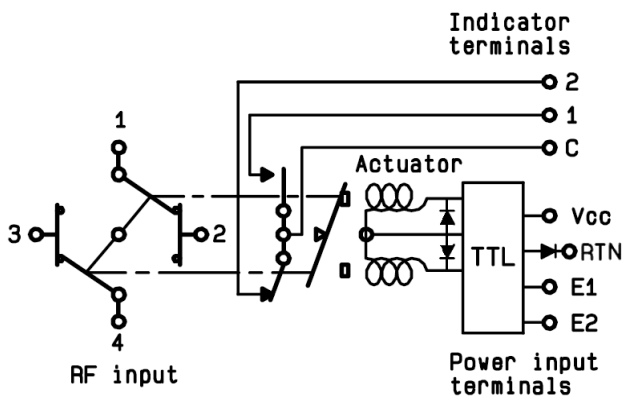 Indicator
terminals
2
1
C
1
Actuator
3
2
TTL
Vcc
RTN
E1
E2
4
RF input
Power input
terminals